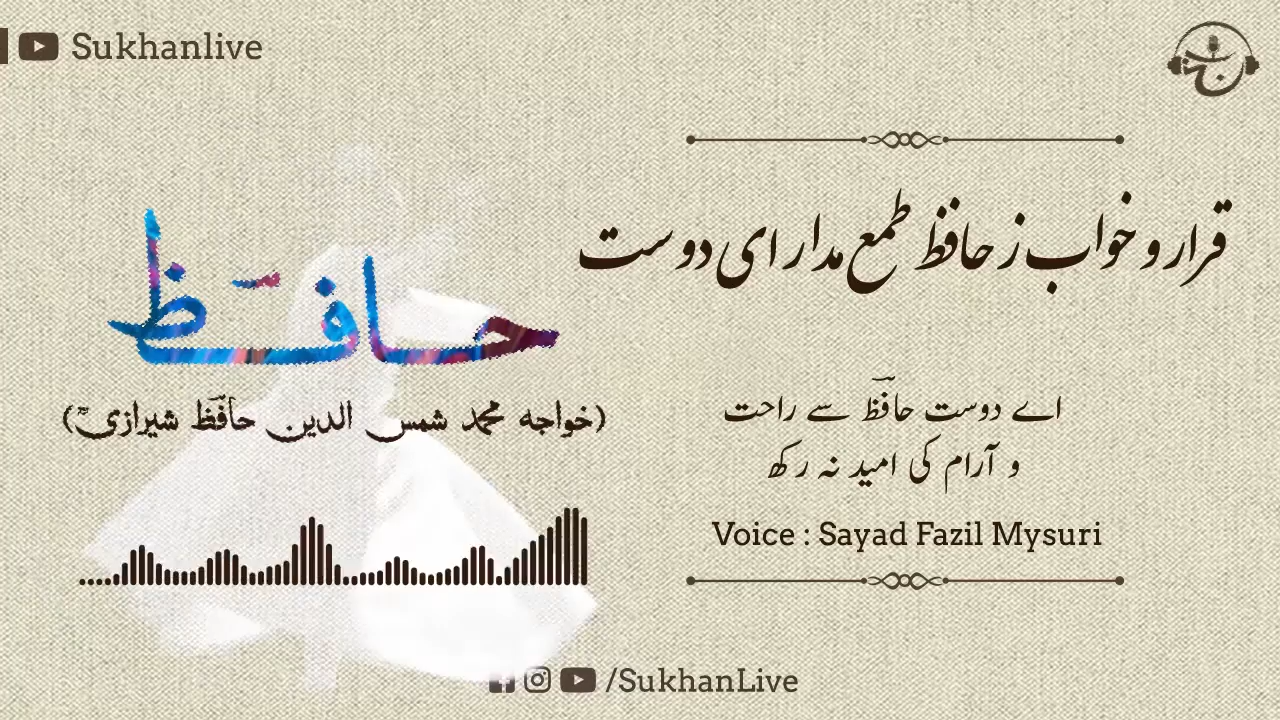 Sukhanlive
سخن
قرار و خواب ز حافظ طمع مدار ای دوست
حافظؔ
(خواجہ محمد شمس الدین حافظؔ شیرازیؒ)
اے دوست حافظؔ سے راحت
و آرام کی امید نہ رکھ
Voice : Sayad Fazil Mysuri
/SukhanLive